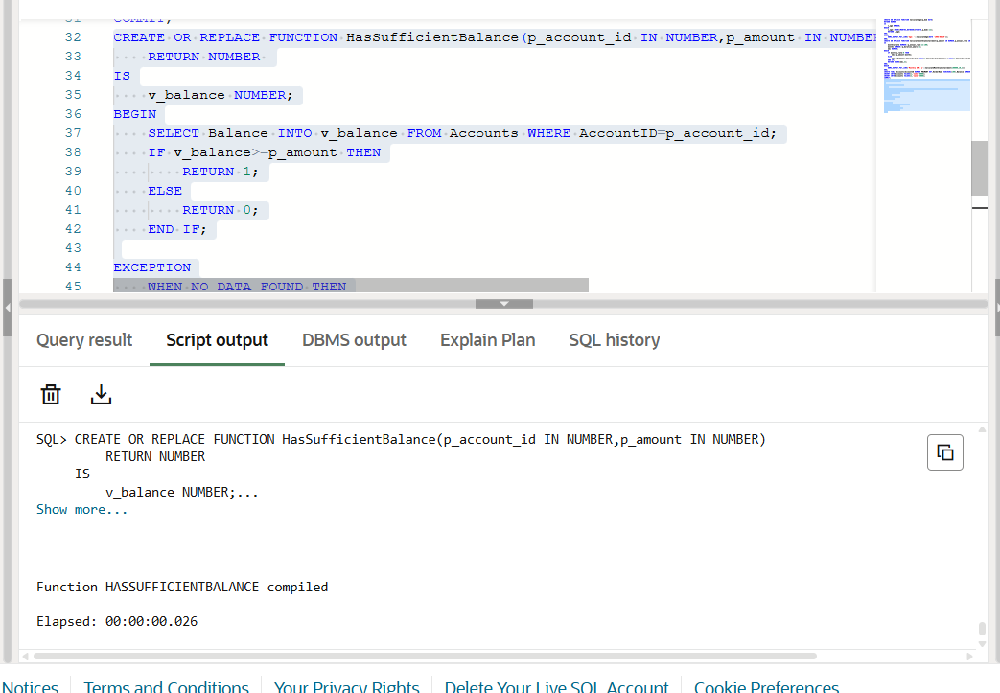 31 COMMIT;
32 CREATE OR REPLACE FUNCTION HasSufficientBalance(p_account_id IN NUMBER,p_amount IN NUMBE
33     RETURN NUMBER
34 IS
35     v_balance NUMBER;
36 BEGIN
37     SELECT Balance INTO v_balance FROM Accounts WHERE AccountID=p_account_id;
38     IF v_balance>=p_amount THEN
39         RETURN 1;
40     ELSE
41         RETURN 0;
42     END IF;
43
44 EXCEPTION
45     WHEN NO_DATA_FOUND THEN
Query result Script output DBMS output Explain Plan SQL history
SQL> CREATE OR REPLACE FUNCTION HasSufficientBalance(p_account_id IN NUMBER,p_amount IN NUMBER)
         RETURN NUMBER
     IS
         v_balance NUMBER;...
Show more...
Function HASSUFFICIENTBALANCE compiled
Elapsed: 00:00:00.026
Notices Terms and Conditions Your Privacy Rights Delete Your Live SQL Account Cookie Preferences